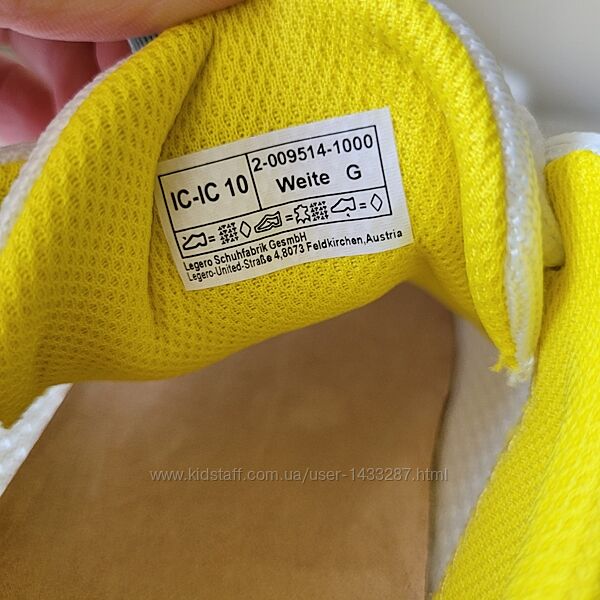 IC-IC 10
2-009514-1000
Weite G
Legero Schuhfabrik GesmbH
Legero-United-Straße 4,8073 Feldkirchen,Austria
www.kidstaff.com.ua/user-1433287.html